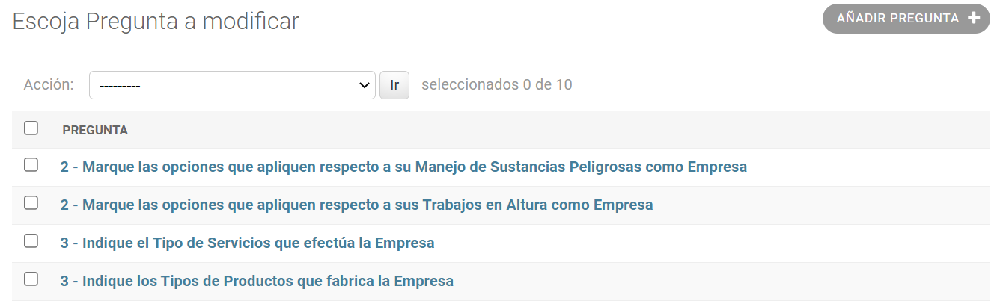 Escoja Pregunta a modificar
AÑADIR PREGUNTA
Acción: --------- Ir seleccionados 0 de 10
PREGUNTA
2 - Marque las opciones que apliquen respecto a su Manejo de Sustancias Peligrosas como Empresa
2 - Marque las opciones que apliquen respecto a sus Trabajos en Altura como Empresa
3 - Indique el Tipo de Servicios que efectúa la Empresa
3 - Indique los Tipos de Productos que fabrica la Empresa